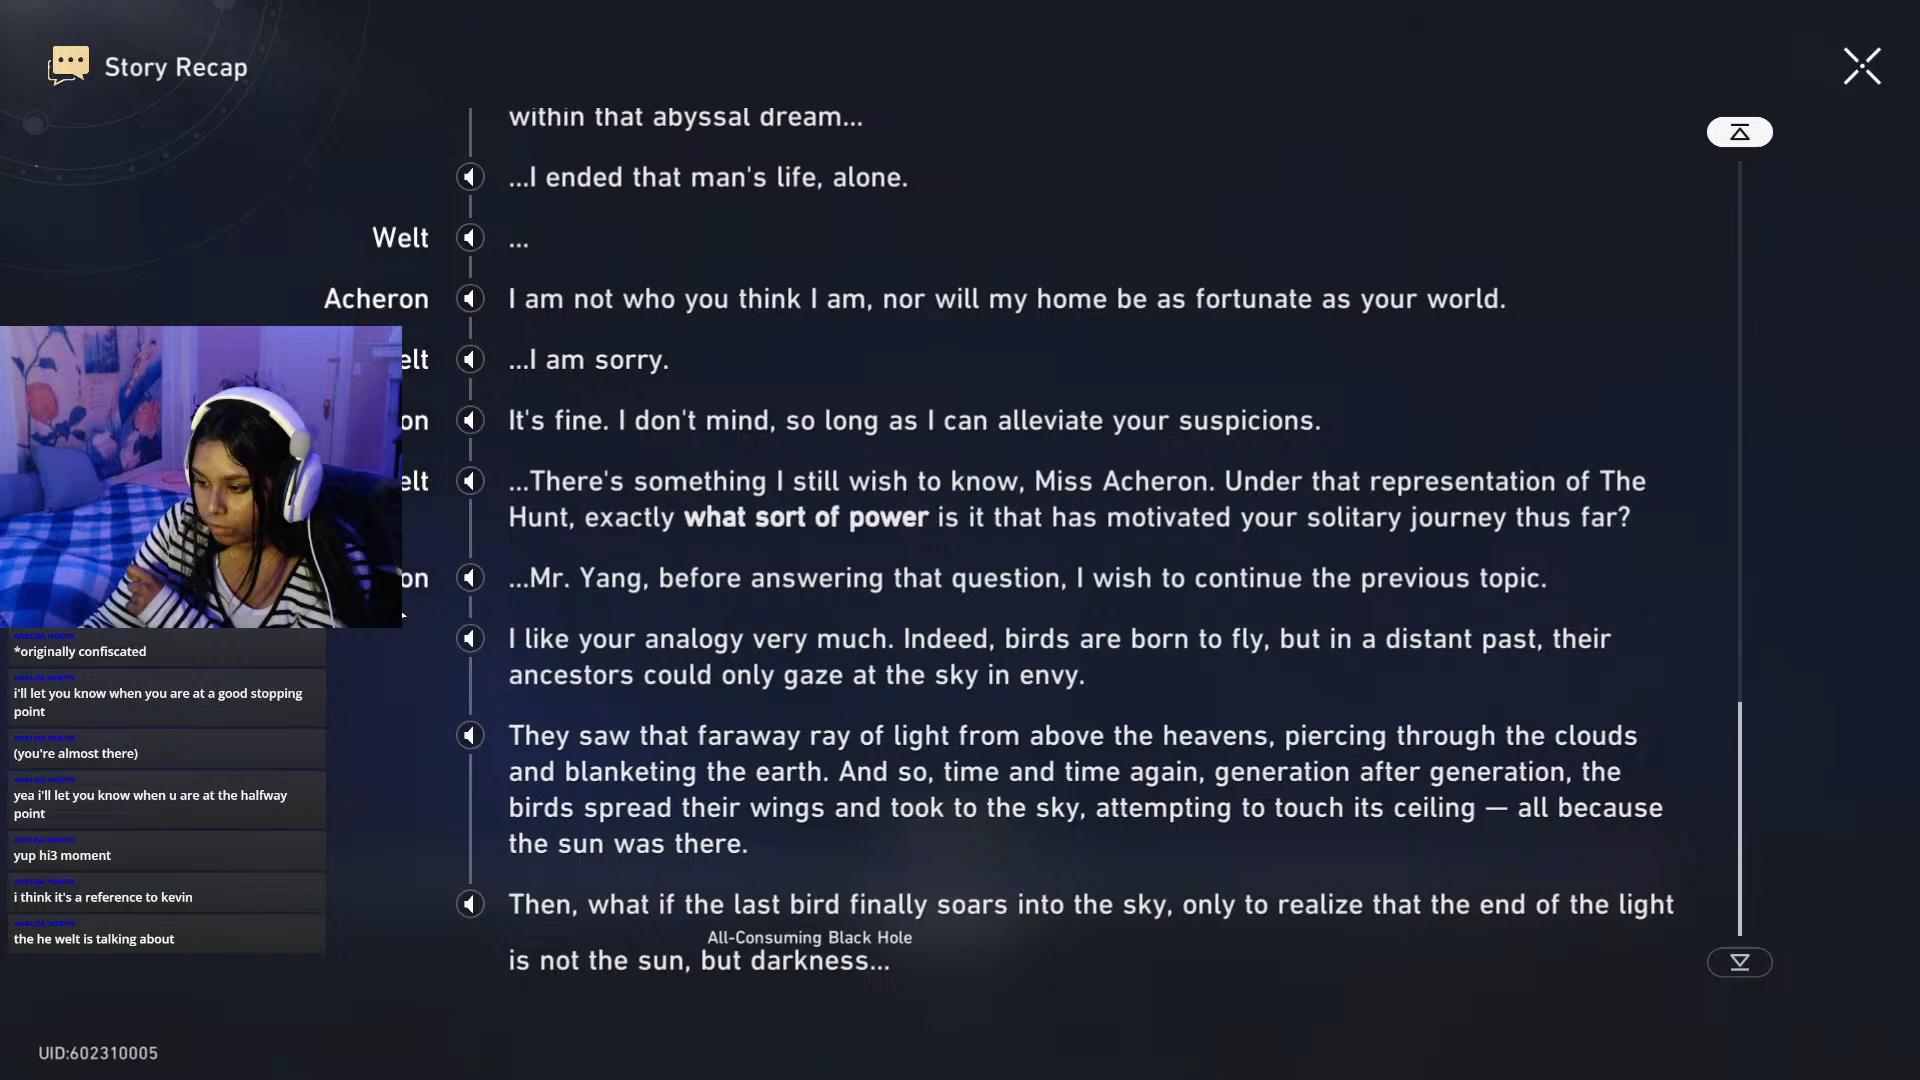 Story Recap
within that abyssal dream...
...I ended that man's life, alone.
Welt
...
Acheron
I am not who you think I am, nor will my home be as fortunate as your world.
elt
...I am sorry.
on
It's fine. I don't mind, so long as I can alleviate your suspicions.
elt
...There's something I still wish to know, Miss Acheron. Under that representation of The
Hunt, exactly what sort of power is it that has motivated your solitary journey thus far?
on
...Mr. Yang, before answering that question, I wish to continue the previous topic.
I like your analogy very much. Indeed, birds are born to fly, but in a distant past, their
ancestors could only gaze at the sky in envy.
They saw that faraway ray of light from above the heavens, piercing through the clouds
and blanketing the earth. And so, time and time again, generation after generation, the
birds spread their wings and took to the sky, attempting to touch its ceiling — all because
the sun was there.
Then, what if the last bird finally soars into the sky, only to realize that the end of the light
All-Consuming Black Hole
is not the sun, but darkness...
*originally confiscated
i'll let you know when you are at a good stopping
point
(you're almost there)
yea i'll let you know when u are at the halfway
point
yup hi3 moment
i think it's a reference to kevin
the he welt is talking about
UID:602310005